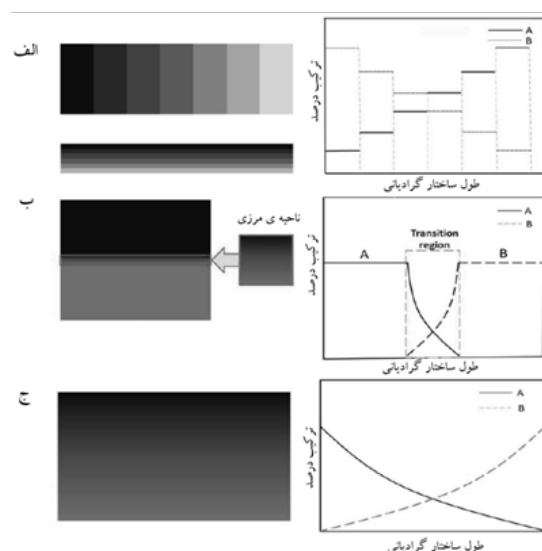 الف
A
B
ترکیب درصد
طول ساختار گرادیانی
ب
ناحیه ی مرزی
A
B
Transition
region
A
B
ترکیب درصد
طول ساختار گرادیانی
ج
A
B
ترکیب درصد
طول ساختار گرادیانی